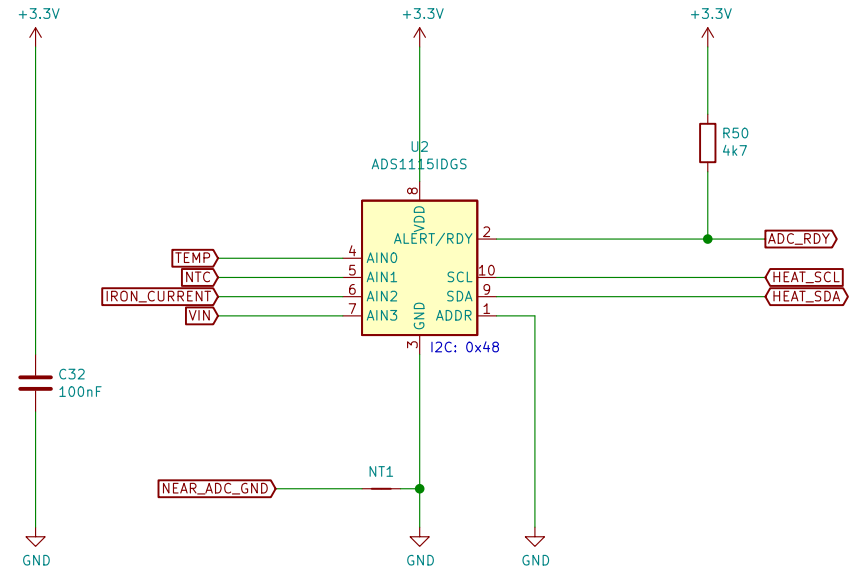 +3.3V
+3.3V
+3.3V
R50
4k7
U2
ADS1115IDGS
8
VDD
ALERT/RDY
2
ADC_RDY
TEMP
4
AIN0
NTC
5
AIN1
SCL
10
HEAT_SCL
IRON_CURRENT
6
AIN2
SDA
9
HEAT_SDA
VIN
7
AIN3
GND
ADDR
1
3
I2C: 0x48
C32
100nF
NT1
NEAR_ADC_GND
GND
GND
GND